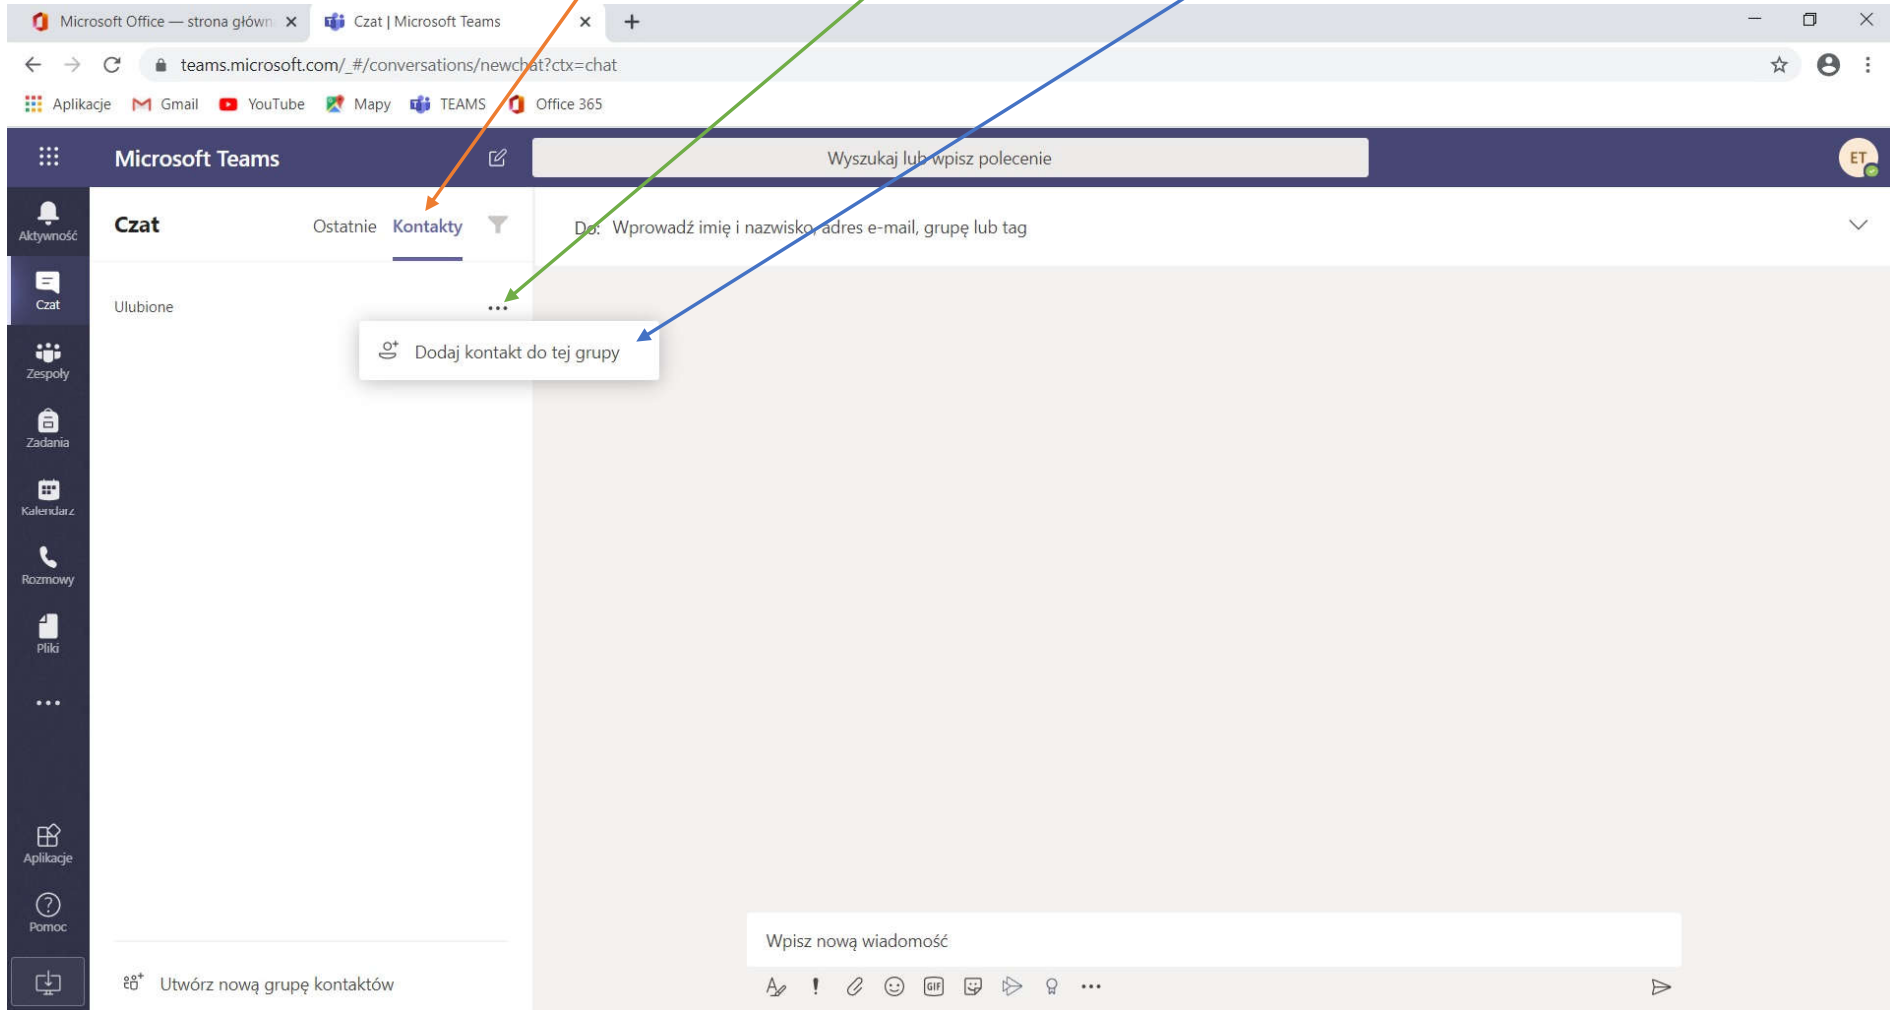 Microsoft Office — strona główn
Czat | Microsoft Teams
teams.microsoft.com/_#/conversations/newchat?ctx=chat
Aplikacje
Gmail
YouTube
Mapy
TEAMS
Office 365
Microsoft Teams
Wyszukaj lub wpisz polecenie
ET
Aktywność
Czat
Zespoły
Zadania
Kalendarz
Rozmowy
Pliki
Aplikacje
Pomoc
Czat
Ostatnie
Kontakty
Ulubione
Dodaj kontakt do tej grupy
Utwórz nową grupę kontaktów
Do: Wprowadź imię i nazwisko, adres e-mail, grupę lub tag
Wpisz nową wiadomość
GIF